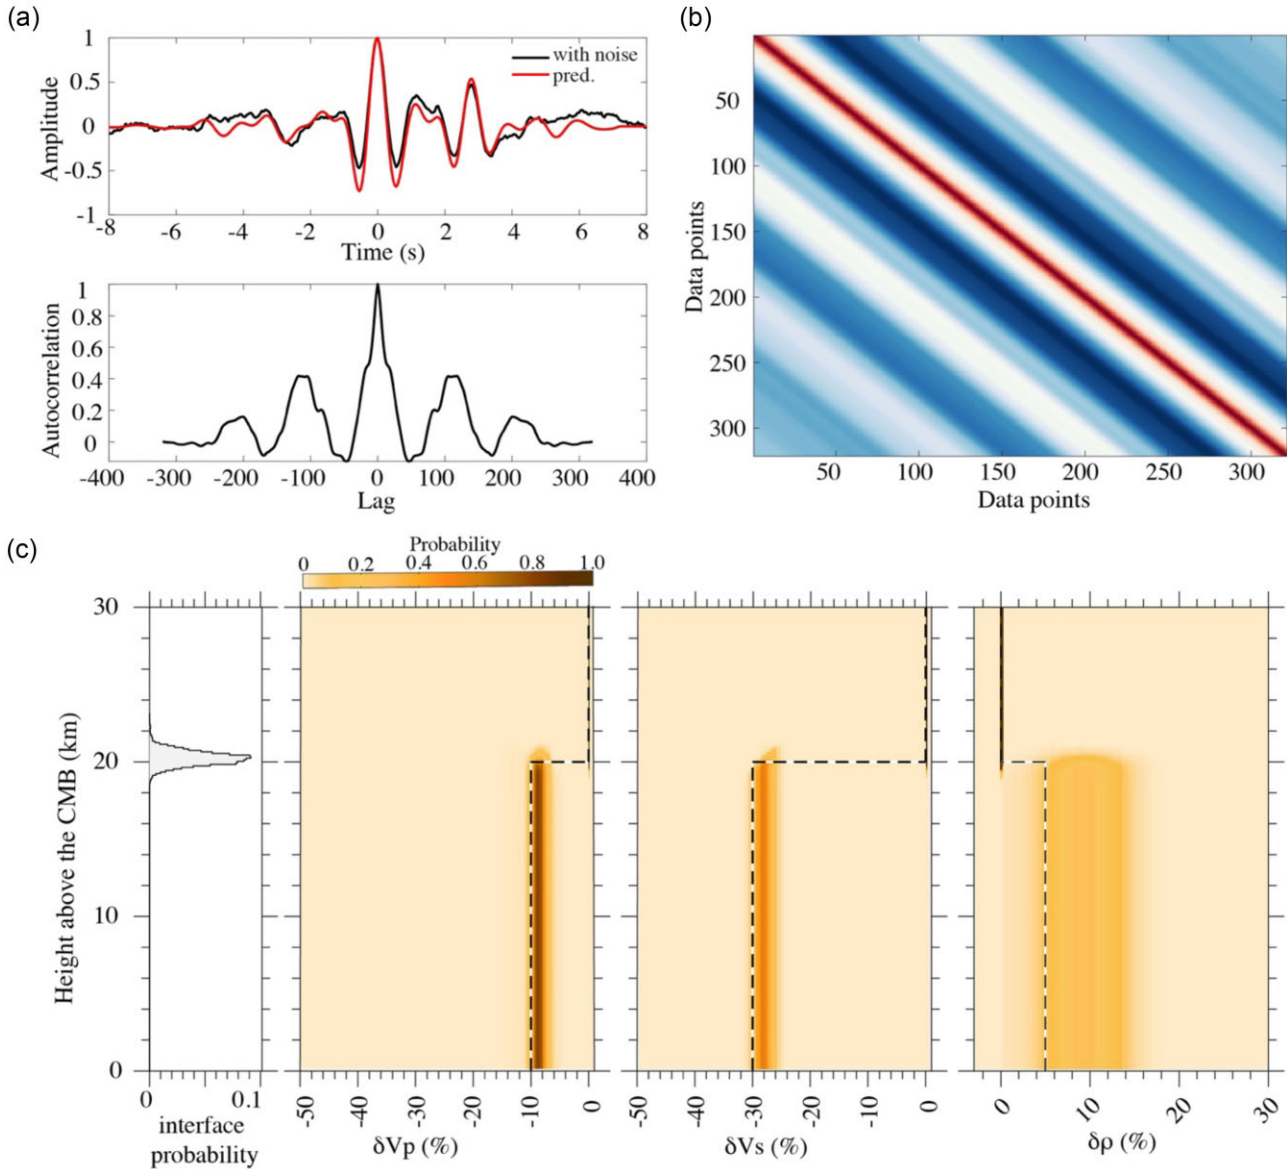 (a)
1
0.5
0
-0.5
-1
Amplitude
with noise
pred.
-8 -6 -4 -2 0 2 4 6 8
Time (s)
1
0.8
0.6
0.4
0.2
0
Autocorrelation
-400 -300 -200 -100 0 100 200 300 400
Lag
(b)
50
100
150
200
250
300
Data points
50 100 150 200 250 300
Data points
(c)
Probability
0 0.2 0.4 0.6 0.8 1.0
30
20
10
0
Height above the CMB (km)
0 0.1
interface
probability
-50 -40 -30 -20 -10 0
δVp (%)
-50 -40 -30 -20 -10 0
δVs (%)
0 10 20 30
δρ (%)